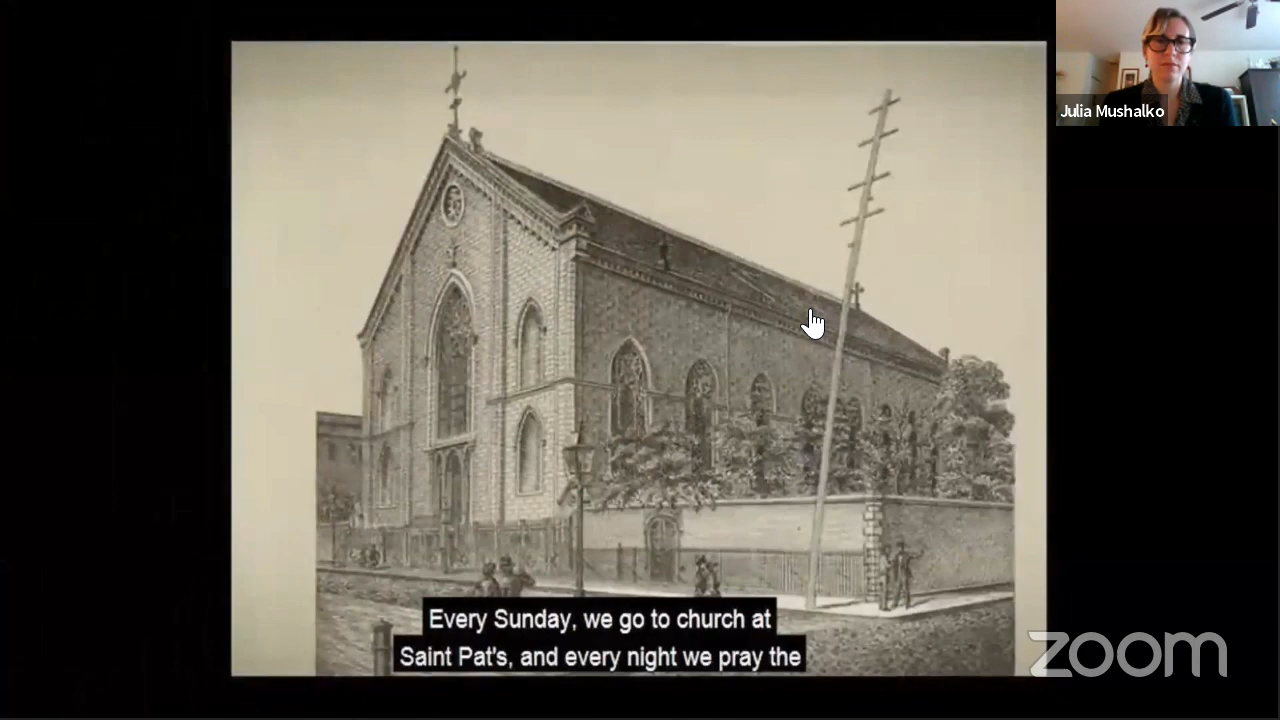 Julia Mushalko
Every Sunday, we go to church at
Saint Pat's, and every night we pray the
zoom